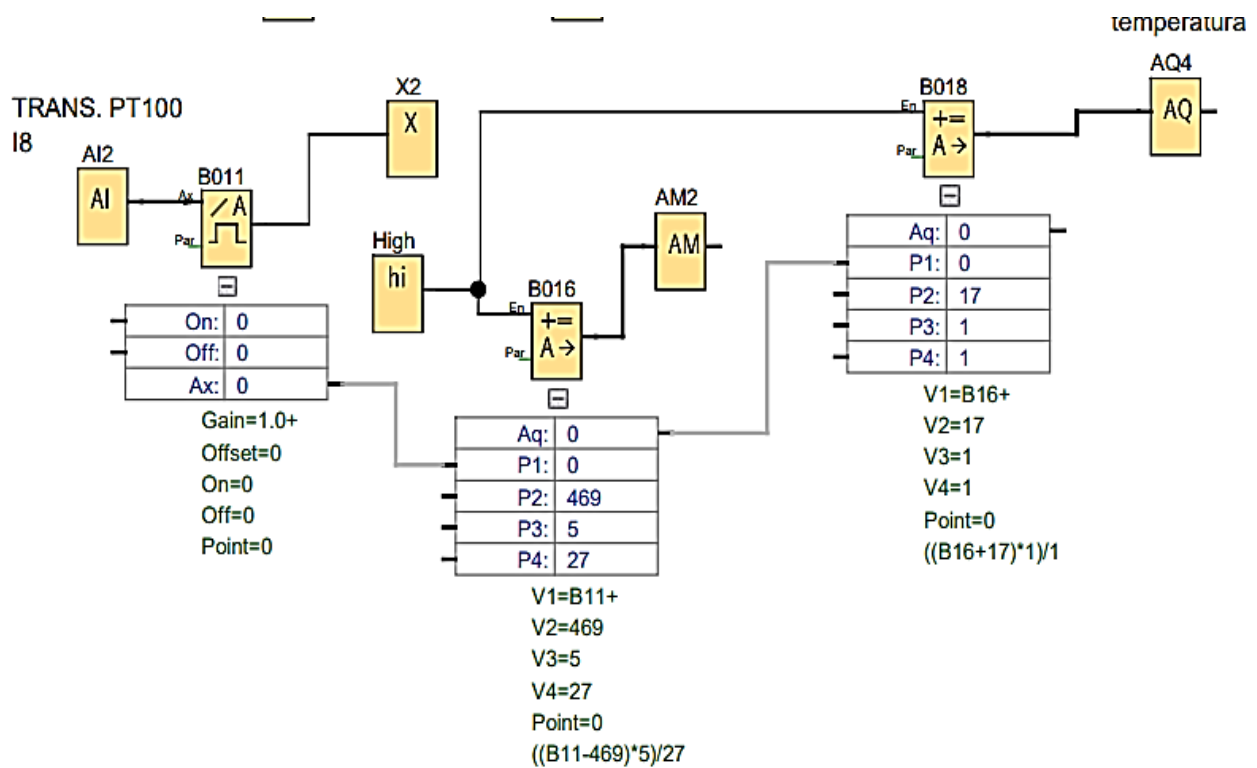 temperatura
AQ4
X2
B018
TRANS. PT100
X
En
+=
AQ
I8
A→
AI2
Par
B011
AI
Ax
/A
AM2
Par
High
AM
Aq: 0
hi
P1: 0
B016
P2: 17
En
+=
On: 0
P3: 1
Par
A→
Off: 0
P4: 1
Ax: 0
V1=B16+
Gain=1.0+
Aq: 0
V2=17
Offset=0
P1: 0
V3=1
On=0
P2: 469
V4=1
Off=0
P3: 5
Point=0
Point=0
P4: 27
((B16+17)*1)/1
V1=B11+
V2=469
V3=5
V4=27
Point=0
((B11-469)*5)/27